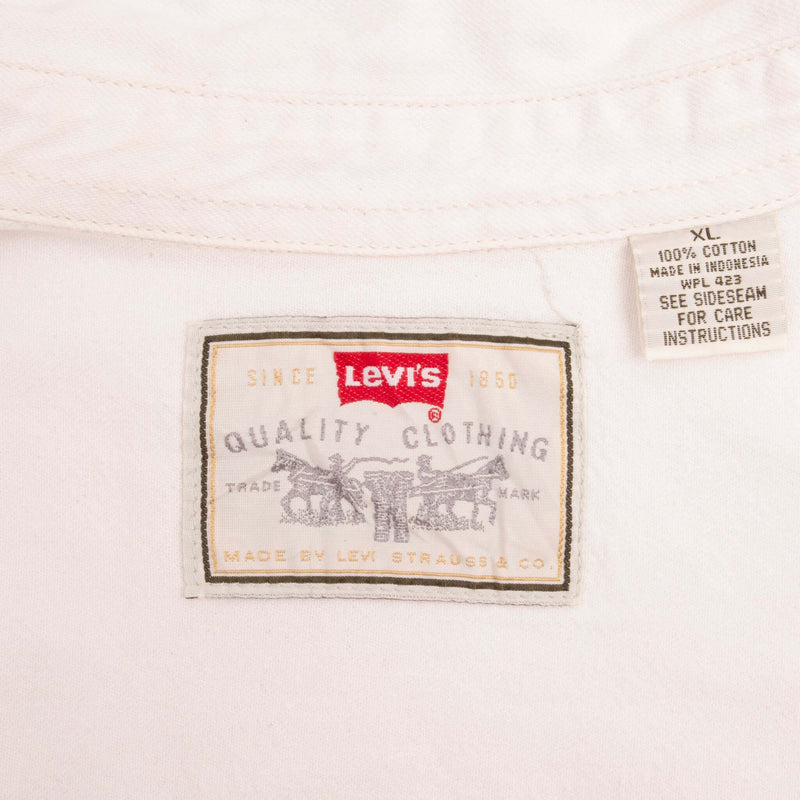 XL
100% COTTON
MADE IN INDONESIA
WPL 423
SEE SIDESEAM
FOR CARE
INSTRUCTIONS
SINCE LEVI'S 1850
®
QUALITY CLOTHING
TRADE MARK
MADE BY LEVI STRAUSS & CO.